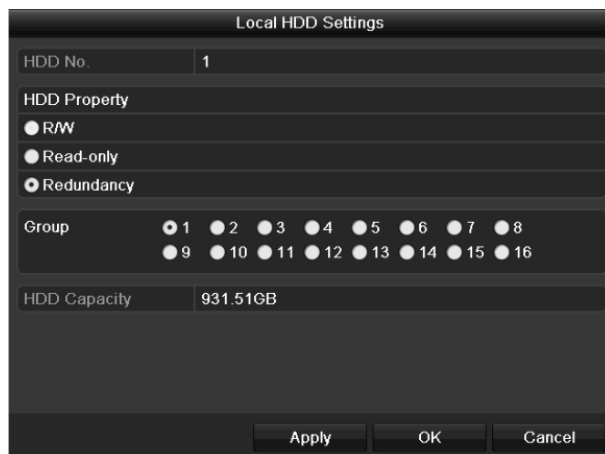 Local HDD Settings
HDD No. 1
HDD Property
R/W
Read-only
Redundancy
Group 1 2 3 4 5 6 7 8
9 10 11 12 13 14 15 16
HDD Capacity 931.51GB
Apply OK Cancel